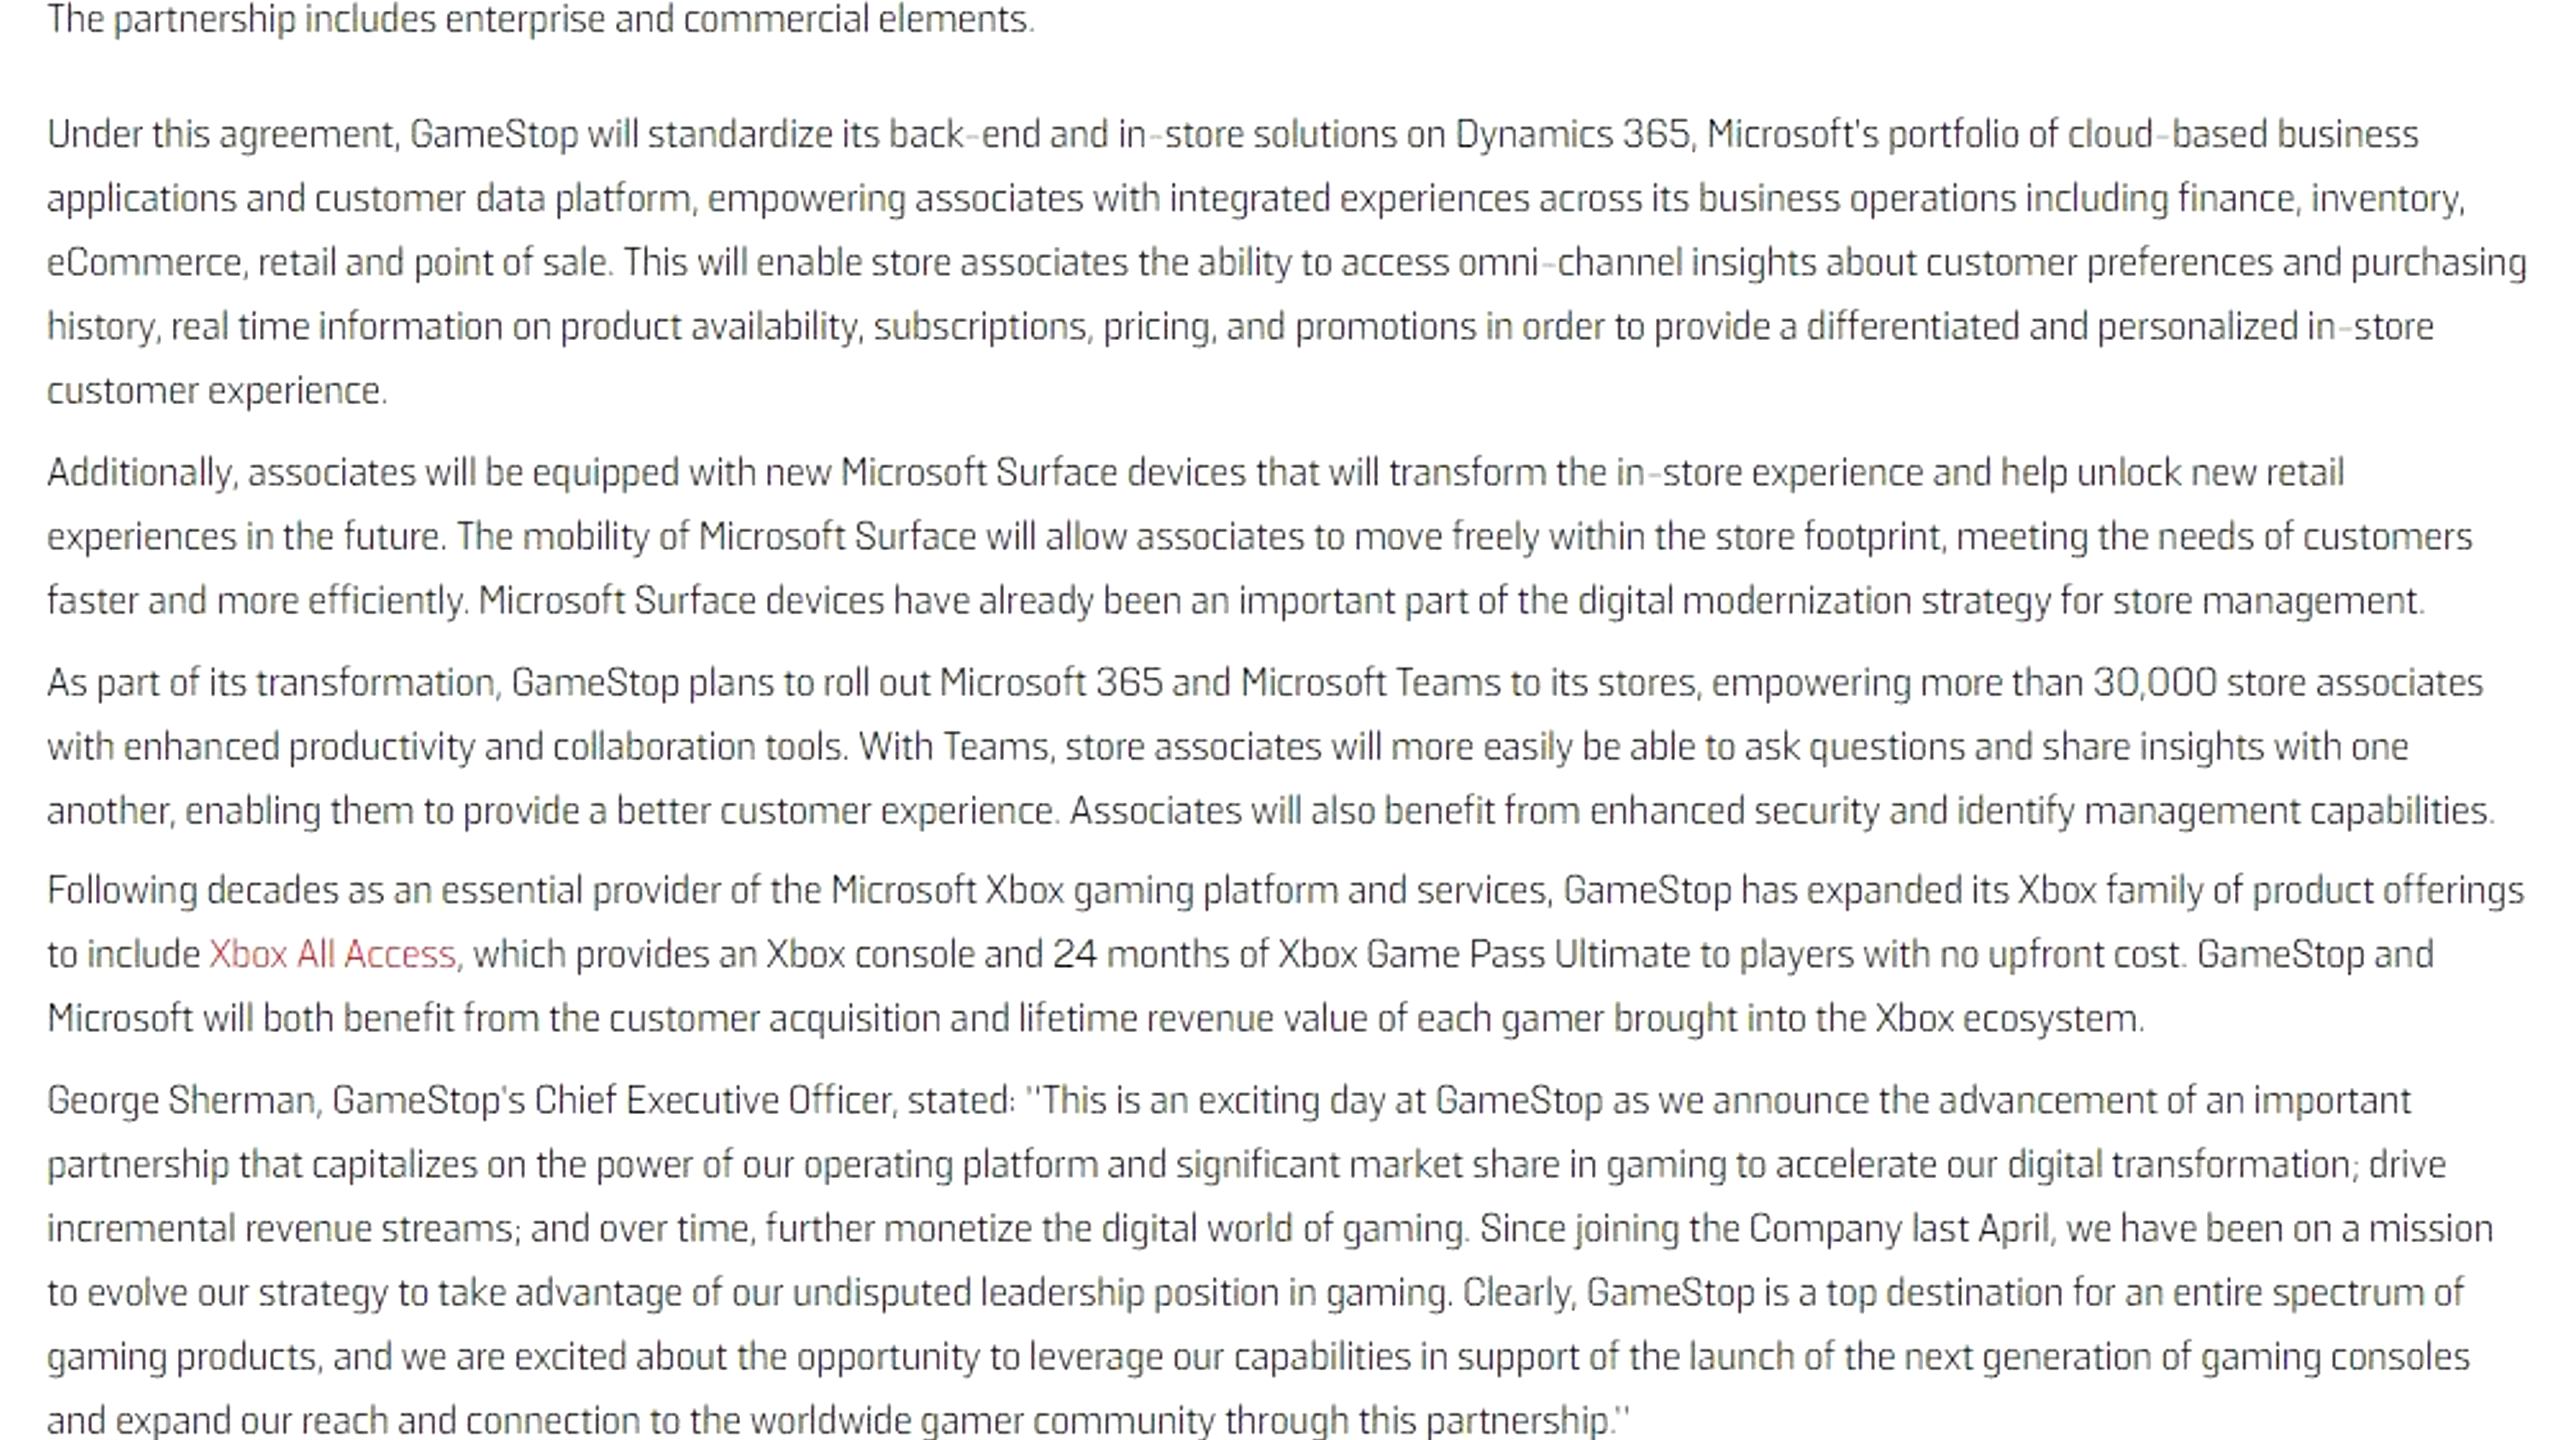 The partnership includes enterprise and commercial elements.
Under this agreement, GameStop will standardize its back-end and in-store solutions on Dynamics 365, Microsoft's portfolio of cloud-based business
applications and customer data platform, empowering associates with integrated experiences across its business operations including finance, inventory,
eCommerce, retail and point of sale. This will enable store associates the ability to access omni-channel insights about customer preferences and purchasing
history, real time information on product availability, subscriptions, pricing, and promotions in order to provide a differentiated and personalized in-store
customer experience.
Additionally, associates will be equipped with new Microsoft Surface devices that will transform the in-store experience and help unlock new retail
experiences in the future. The mobility of Microsoft Surface will allow associates to move freely within the store footprint, meeting the needs of customers
faster and more efficiently. Microsoft Surface devices have already been an important part of the digital modernization strategy for store management.
As part of its transformation, GameStop plans to roll out Microsoft 365 and Microsoft Teams to its stores, empowering more than 30,000 store associates
with enhanced productivity and collaboration tools. With Teams, store associates will more easily be able to ask questions and share insights with one
another, enabling them to provide a better customer experience. Associates will also benefit from enhanced security and identify management capabilities.
Following decades as an essential provider of the Microsoft Xbox gaming platform and services, GameStop has expanded its Xbox family of product offerings
to include Xbox All Access, which provides an Xbox console and 24 months of Xbox Game Pass Ultimate to players with no upfront cost. GameStop and
Microsoft will both benefit from the customer acquisition and lifetime revenue value of each gamer brought into the Xbox ecosystem.
George Sherman, GameStop's Chief Executive Officer, stated: "This is an exciting day at GameStop as we announce the advancement of an important
partnership that capitalizes on the power of our operating platform and significant market share in gaming to accelerate our digital transformation; drive
incremental revenue streams; and over time, further monetize the digital world of gaming. Since joining the Company last April, we have been on a mission
to evolve our strategy to take advantage of our undisputed leadership position in gaming. Clearly, GameStop is a top destination for an entire spectrum of
gaming products, and we are excited about the opportunity to leverage our capabilities in support of the launch of the next generation of gaming consoles
and expand our reach and connection to the worldwide gamer community through this partnership."